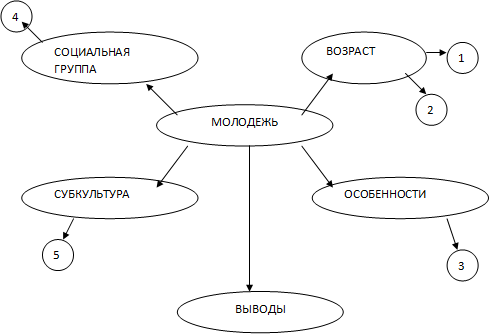 4
СОЦИАЛЬНАЯ
ГРУППА
ВОЗРАСТ
1
2
МОЛОДЕЖЬ
СУБКУЛЬТУРА
ОСОБЕННОСТИ
5
3
ВЫВОДЫ